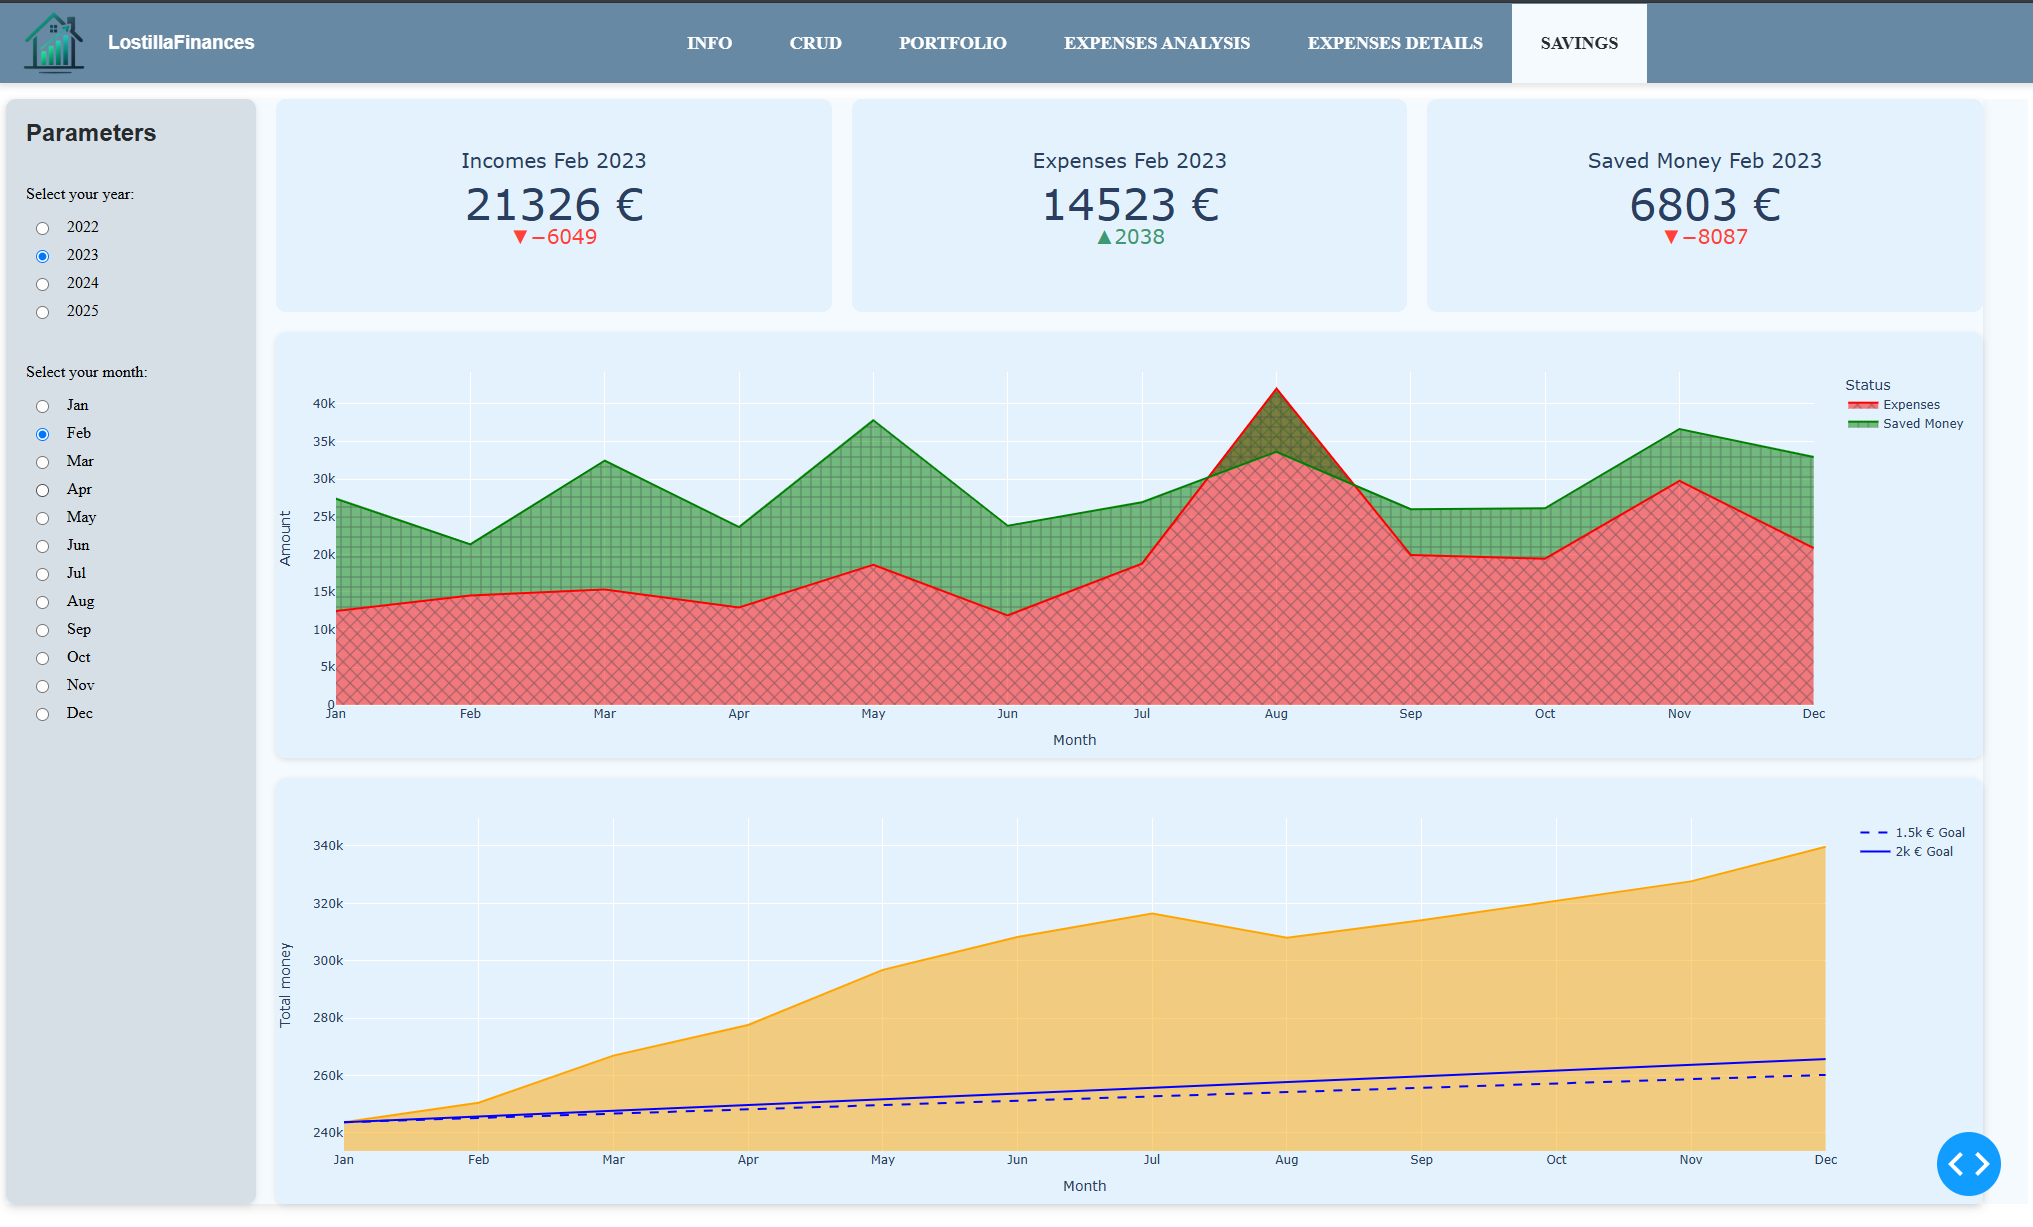 LostillaFinances
INFO
CRUD
PORTFOLIO
EXPENSES ANALYSIS
EXPENSES DETAILS
SAVINGS
Parameters
Select your year:
2022
2023
2024
2025
Select your month:
Jan
Feb
Mar
Apr
May
Jun
Jul
Aug
Sep
Oct
Nov
Dec
Incomes Feb 2023
21326 €
▼−6049
Expenses Feb 2023
14523 €
▲2038
Saved Money Feb 2023
6803 €
▼−8087
Status
Expenses
Saved Money
Amount
40k
35k
30k
25k
20k
15k
10k
5k
0
Jan
Feb
Mar
Apr
May
Jun
Jul
Aug
Sep
Oct
Nov
Dec
Month
1.5k € Goal
2k € Goal
Total money
340k
320k
300k
280k
260k
240k
Jan
Feb
Mar
Apr
May
Jun
Jul
Aug
Sep
Oct
Nov
Dec
Month